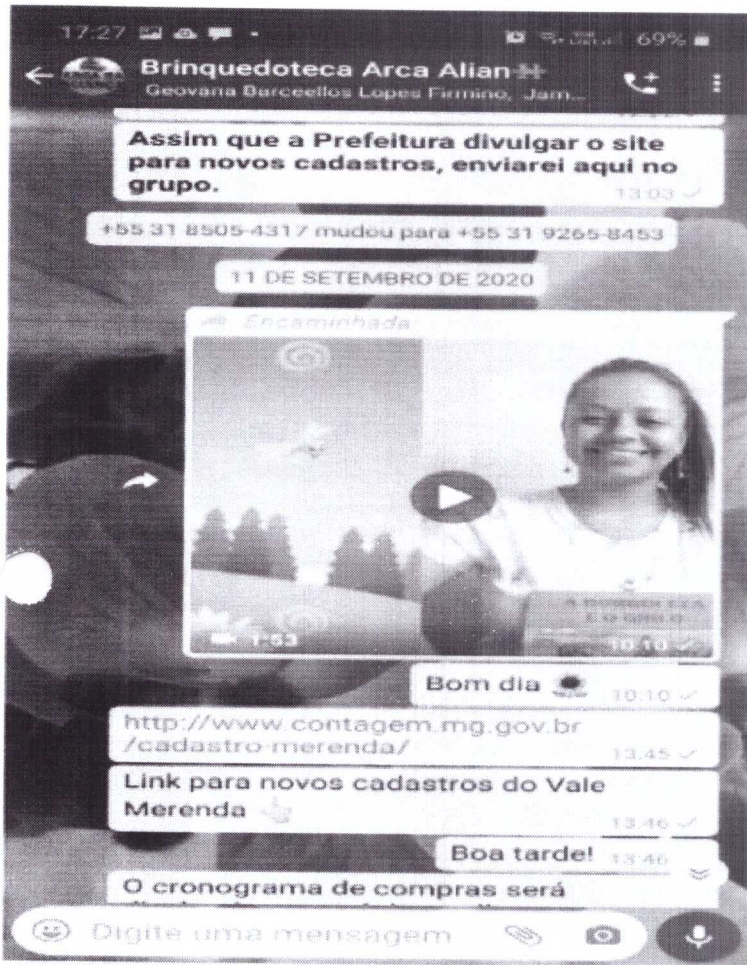 17:27
69%
Brinquedoteca Arca Alian
Geovana Barceellos Lopes Firmino, Jam...
Assim que a Prefeitura divulgar o site
para novos cadastros, enviarei aqui no
grupo.
13:03
+55 31 8505-4317 mudou para +55 31 9265-8453
11 DE SETEMBRO DE 2020
Encaminhada
A BORBOLETA
E O GRILO
1:53
10:10
Bom dia
10:10
http://www.contagem.mg.gov.br
/cadastro-merenda/
13:45
Link para novos cadastros do Vale
Merenda
13:46
Boa tarde!
13:46
O cronograma de compras será
Digite uma mensagem